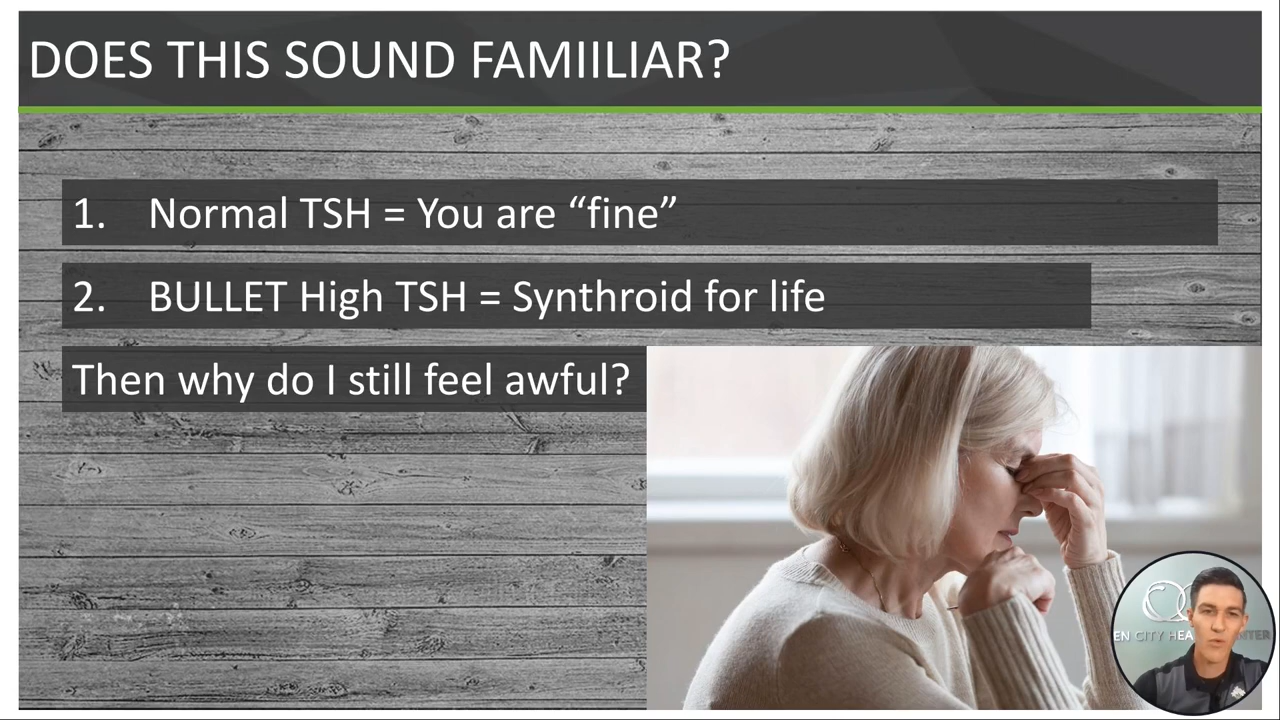 DOES THIS SOUND FAMIILIAR?
1. Normal TSH = You are “fine”
2. BULLET High TSH = Synthroid for life
Then why do I still feel awful?
EN CITY HEA NTER